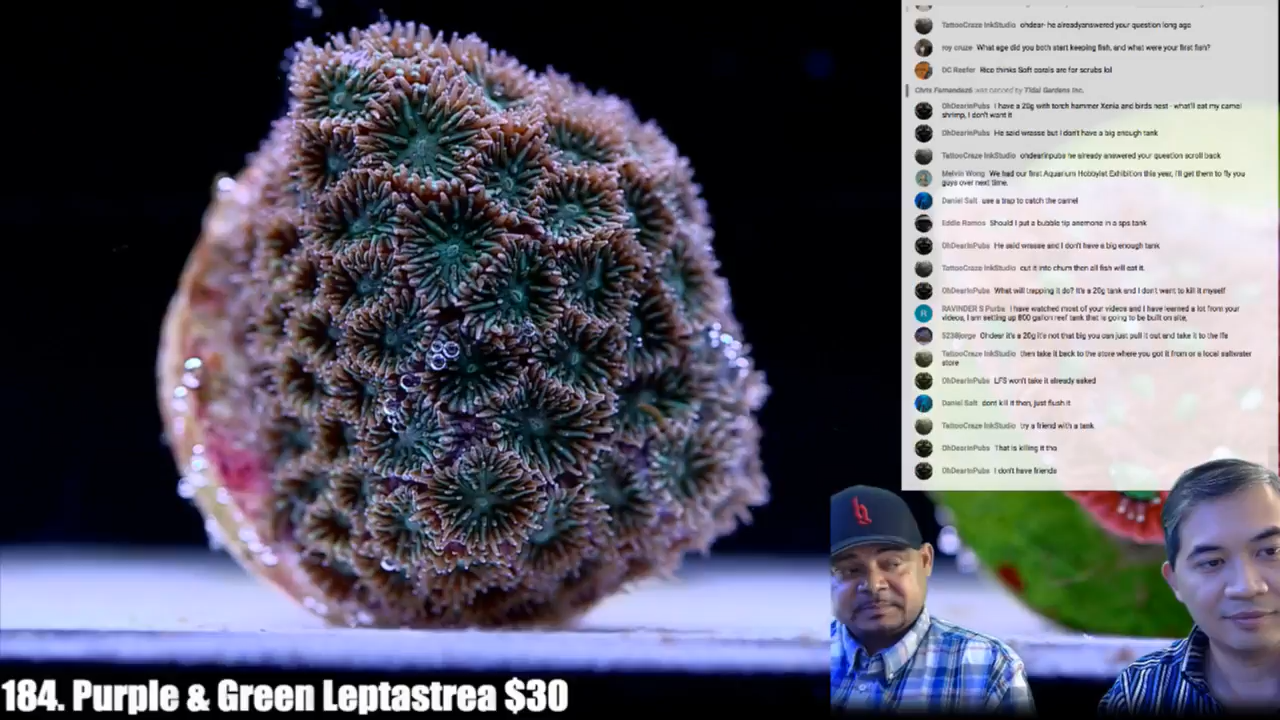 TattooCraze InkStudio ohdear- he alreadyanswered your question long ago
roy cruze What age did you both start keeping fish, and what were your first fish?
DC Reefer Rico thinks Soft corals are for scrubs lol
was banned by Tidal Gardens Inc.
OhDearInPubs I have a 20g with torch hammer Xenia and birds nest - what'll eat my camel
shrimp, I don't want it
OhDearInPubs He said wrasse but I don't have a big enough tank
TattooCraze InkStudio ohdearinpubs he already answered your question scroll back
Melvin Wong We had our first Aquarium Hobbyist Exhibition this year, I'll get them to fly you
guys over next time.
Daniel Salt use a trap to catch the camel
Eddie Ramos Should I put a bubble tip anemone in a sps tank
OhDearInPubs He said wrasse and I don't have a big enough tank
TattooCraze InkStudio cut it into chum then all fish will eat it.
OhDearInPubs What will trapping it do? It's a 20g tank and I don't want to kill it myself
RAVINDER S Purba I have watched most of your videos and I have learned a lot from your
videos, I am setting up 800 gallon reef tank that is going to be built on site,
Ohdear it's a 20g it's not that big you can just pull it out and take it to the lfs
TattooCraze InkStudio then take it back to the store where you got it from or a local saltwater
store
OhDearInPubs LFS won't take it already asked
Daniel Salt dont kill it then, just flush it
TattooCraze InkStudio try a friend with a tank
OhDearInPubs That is killing it tho
OhDearInPubs I don't have friends
184. Purple & Green Leptastrea $30